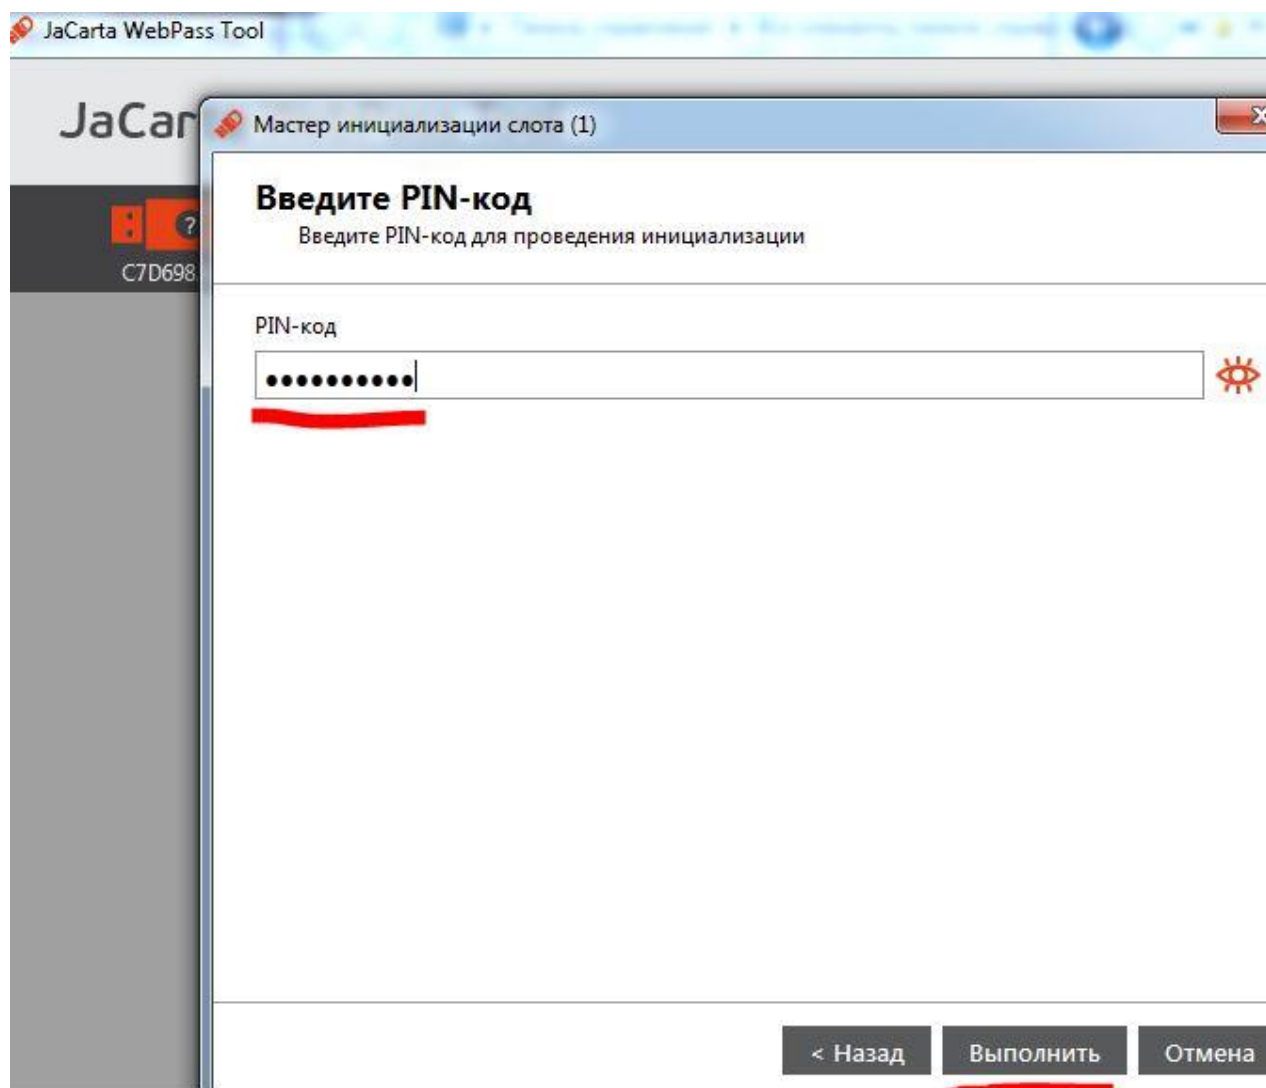 JaCarta WebPass Tool
JaCar
Мастер инициализации слота (1)
Введите PIN-код
Введите PIN-код для проведения инициализации
?
C7D698
PIN-код
< Назад
Выполнить
Отмена